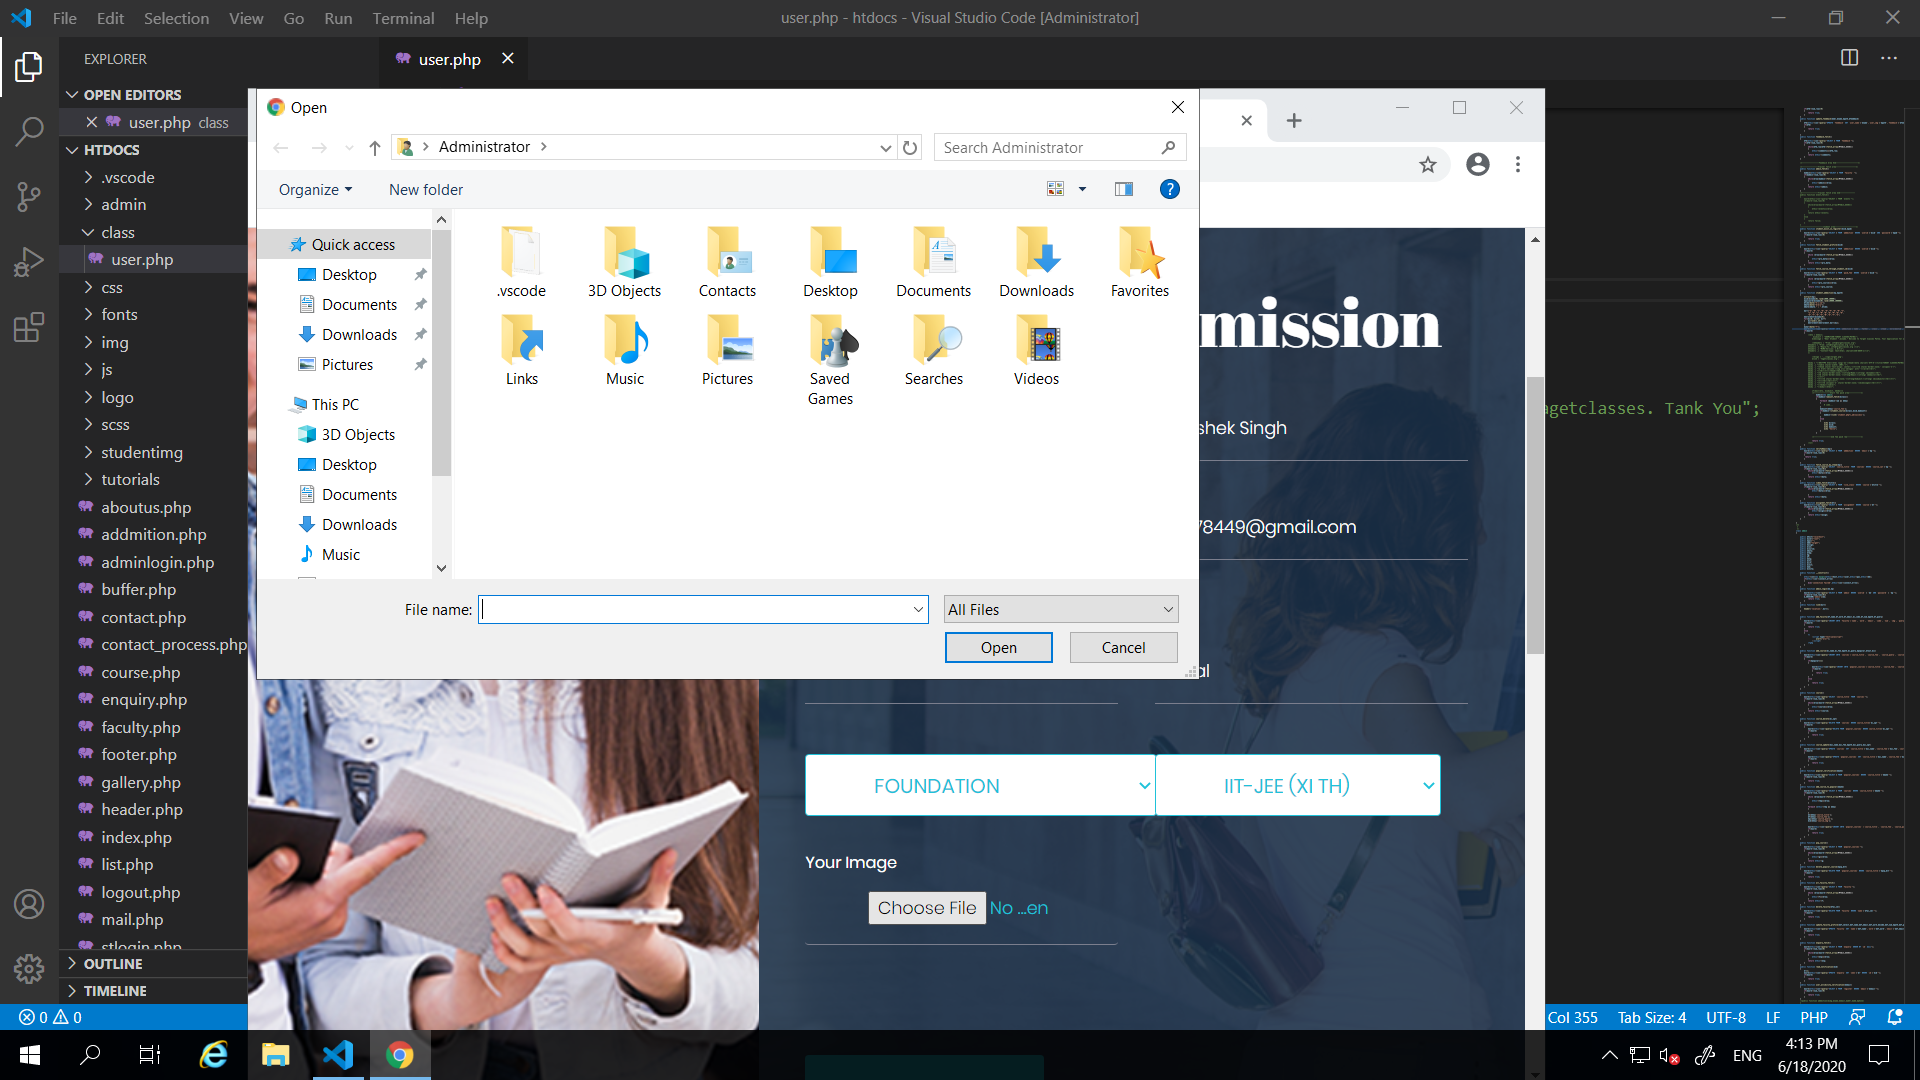 File Edit Selection View Go Run Terminal Help
user.php - htdocs - Visual Studio Code [Administrator]
EXPLORER
user.php
OPEN EDITORS
user.php class
HTDOCS
.vscode
admin
class
user.php
css
fonts
img
js
logo
scss
studentimg
tutorials
aboutus.php
addmition.php
adminlogin.php
buffer.php
contact.php
contact_process.php
course.php
enquiry.php
faculty.php
footer.php
gallery.php
header.php
index.php
list.php
logout.php
mail.php
stlogin.php
OUTLINE
TIMELINE
Open
Administrator
Search Administrator
Organize
New folder
Quick access
Desktop
Documents
Downloads
Pictures
This PC
3D Objects
Desktop
Documents
Downloads
Music
.vscode
3D Objects
Contacts
Desktop
Documents
Downloads
Favorites
Links
Music
Pictures
Saved Games
Searches
Videos
File name:
All Files
Open
Cancel
mission
shek Singh
78449@gmail.com
al
FOUNDATION
IIT-JEE (XI TH)
Your Image
Choose File No ...en
agetclasses. Tank You";
0 0
Col 355 Tab Size: 4 UTF-8 LF PHP
ENG
4:13 PM
6/18/2020